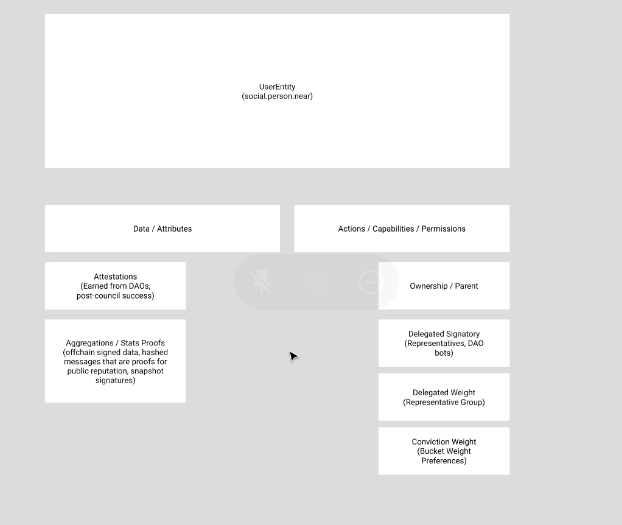 UserEntity
(social.person.near)
Data / Attributes
Actions / Capabilities / Permissions
Attestations
(Earned from DAOs,
post-council success)
Ownership / Parent
Aggregations / Stats Proofs
(offchain signed data, hashed
messages that are proofs for
public reputation, snapshot
signatures)
Delegated Signatory
(Representatives, DAO
bots)
Delegated Weight
(Representative Group)
Conviction Weight
(Bucket Weight
Preferences)